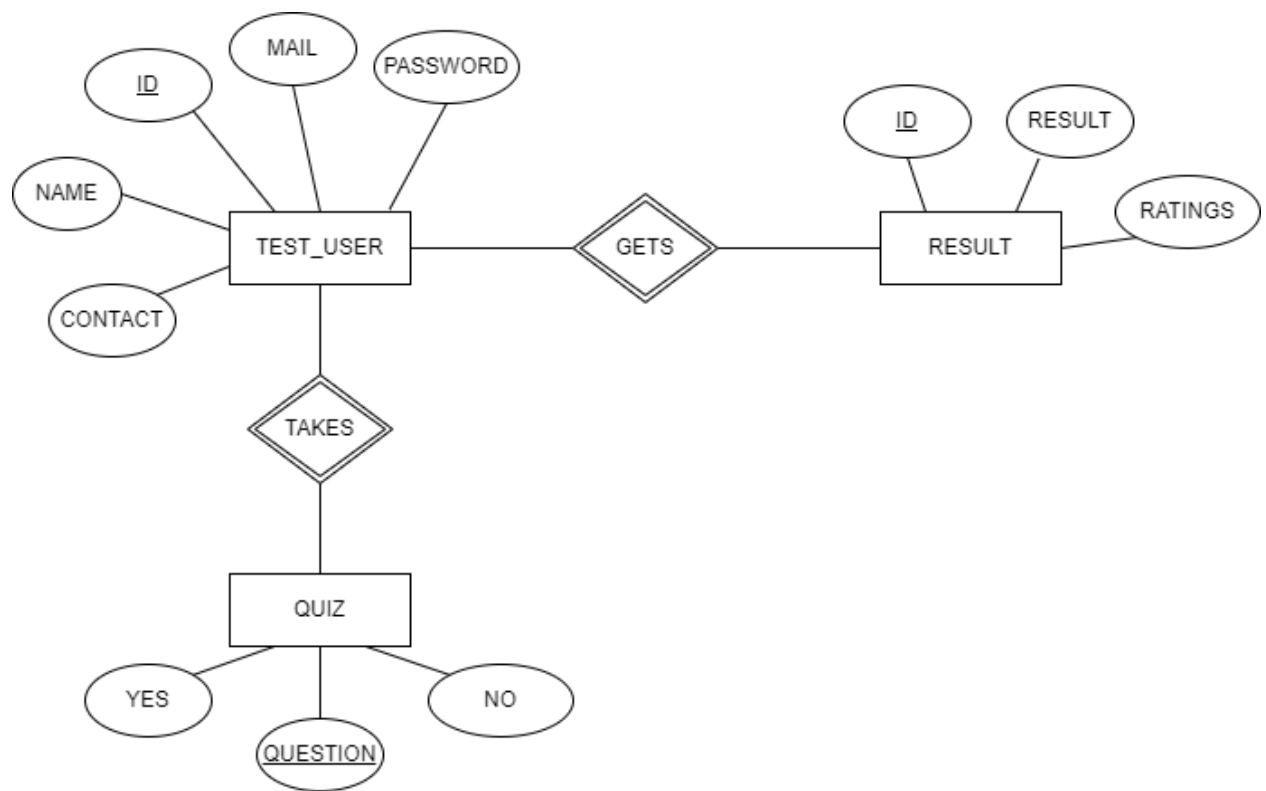 MAIL
PASSWORD
ID
ID
RESULT
NAME
RATINGS
TEST_USER
GETS
RESULT
CONTACT
TAKES
QUIZ
YES
NO
QUESTION